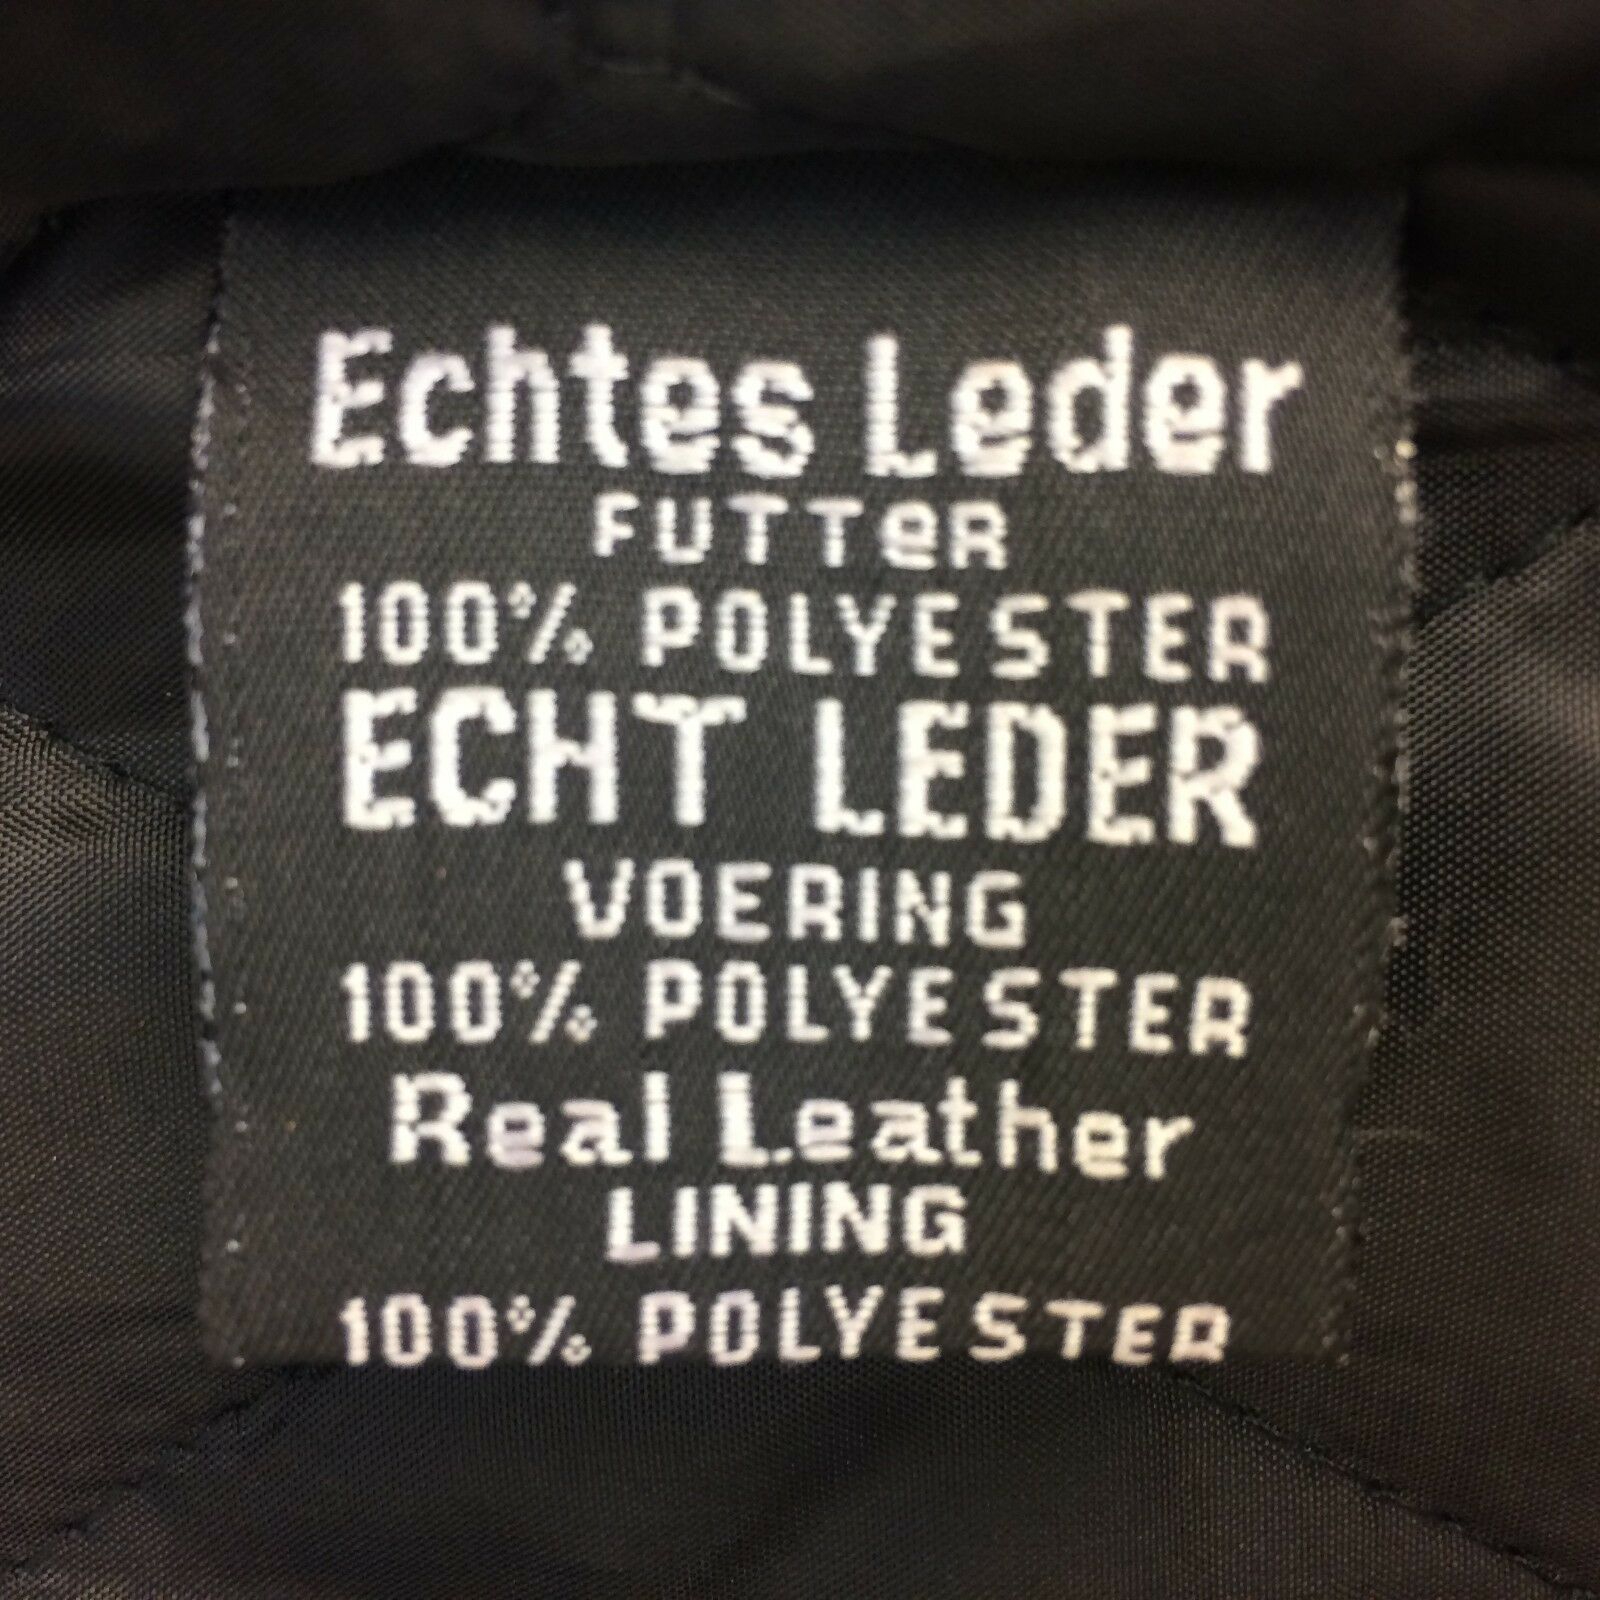 Echtes Leder
FUTTeR
100% POLYESTER
ECHT LEDER
VOERING
100% POLYESTER
Real Leather
LINING
100% POLYESTER